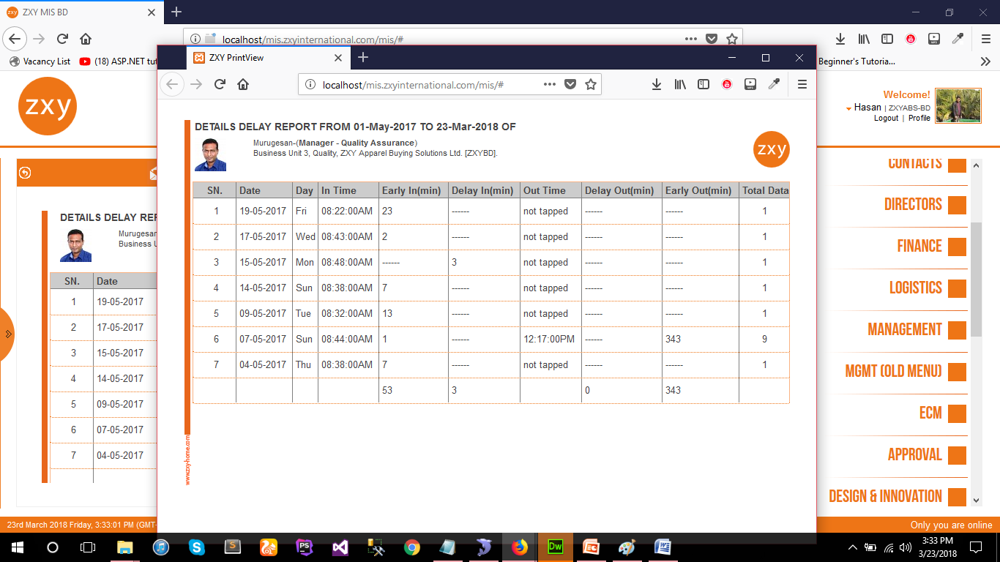 zxy ZXY MIS BD
localhost/mis.zxyinternational.com/mis/#
Vacancy List
(18) ASP.NET tut
Beginner's Tutoria...
zxy
Welcome!
Hasan | ZXYABS-BD
Logout | Profile
ZXY PrintView
localhost/mis.zxyinternational.com/mis/#
DETAILS DELAY REPORT FROM 01-May-2017 TO 23-Mar-2018 OF
Murugesan-(Manager - Quality Assurance)
Business Unit 3, Quality, ZXY Apparel Buying Solutions Ltd. [ZXYBD].
zxy
SN. Date Day In Time Early In(min) Delay In(min) Out Time Delay Out(min) Early Out(min) Total Data
1 19-05-2017 Fri 08:22:00AM 23 ------ not tapped ------ ------ 1
2 17-05-2017 Wed 08:43:00AM 2 ------ not tapped ------ ------ 1
3 15-05-2017 Mon 08:48:00AM ------ 3 not tapped ------ ------ 1
4 14-05-2017 Sun 08:38:00AM 7 ------ not tapped ------ ------ 1
5 09-05-2017 Tue 08:32:00AM 13 ------ not tapped ------ ------ 1
6 07-05-2017 Sun 08:44:00AM 1 ------ 12:17:00PM ------ 343 9
7 04-05-2017 Thu 08:38:00AM 7 ------ not tapped ------ ------ 1
53 3 0 343
www.zxy-home.com
DETAILS DELAY REP
Murugesan
Business U
SN. Date
1 19-05-2017
2 17-05-2017
3 15-05-2017
4 14-05-2017
5 09-05-2017
6 07-05-2017
7 04-05-2017
CONTACTS
DIRECTORS
FINANCE
LOGISTICS
MANAGEMENT
MGMT (OLD MENU)
ECM
APPROVAL
DESIGN & INNOVATION
23rd March 2018 Friday, 3:33:01 PM (GMT-
Only you are online
Dw
3:33 PM
3/23/2018